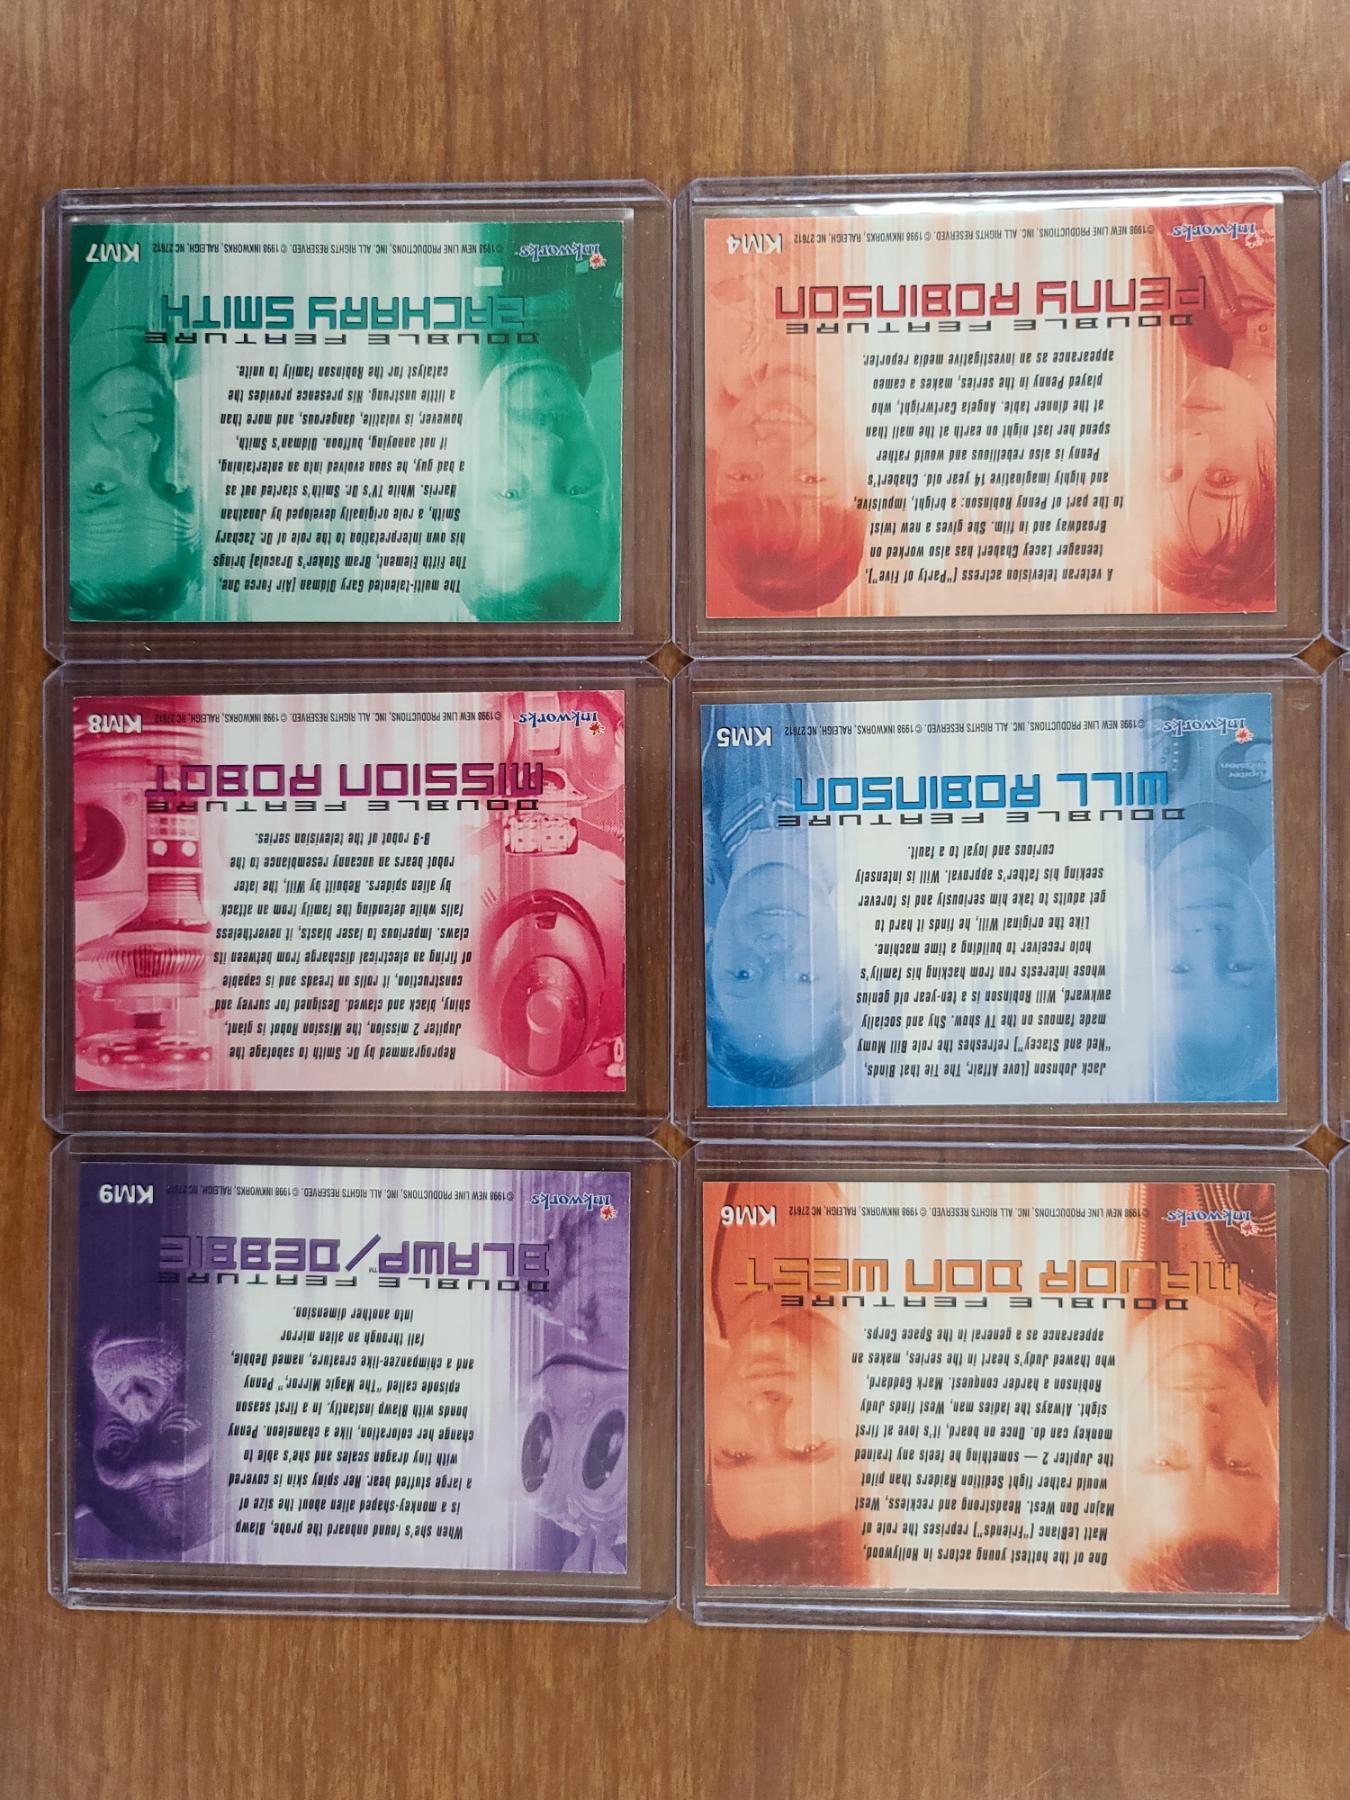 One of the hottest young actors in Hollywood,
Matt LeBlanc ["Friends"] reprises the role of
Major Don West. Headstrong and reckless, West
would rather fight Sedition Raiders than pilot
the Jupiter 2 — something he feels any trained
monkey can do. Once on board, it's love at first
sight. Always the ladies man, West finds Judy
Robinson a harder conquest. Mark Goddard,
who thawed Judy's heart in the series, makes an
appearance as a general in the Space Corps.
DOUBLE FEATURE
MAJOR DON WEST
inkworks
©1998 NEW LINE PRODUCTIONS, INC. ALL RIGHTS RESERVED. © 1998 INKWORKS, RALEIGH, NC 27612
KM6
When she's found onboard the probe, Blawp
is a monkey-shaped alien about the size of
a large stuffed bear. Her spiny skin is covered
with tiny dragon scales and she's able to
change her coloration, like a chameleon. Penny
bonds with Blawp instantly. In a first season
episode called "The Magic Mirror," Penny
and a chimpanzee-like creature, named Debbie,
fall through an alien mirror
into another dimension.
DOUBLE FEATURE
BLAWP™/DEBBIE
inkworks
©1998 NEW LINE PRODUCTIONS, INC. ALL RIGHTS RESERVED. © 1998 INKWORKS, RALEIGH, NC 27612
KM9
Jack Johnson [Love Affair, The Tie that Binds,
"Ned and Stacey"] refreshes the role Bill Mumy
made famous on the TV show. Shy and socially
awkward, Will Robinson is a ten-year old genius
whose interests run from hacking his family's
holo receiver to building a time machine.
Like the original Will, he finds it hard to
get adults to take him seriously and is forever
seeking his father's approval. Will is intensely
curious and loyal to a fault.
DOUBLE FEATURE
WILL ROBINSON
jupiter
mission
inkworks
©1998 NEW LINE PRODUCTIONS, INC. ALL RIGHTS RESERVED. © 1998 INKWORKS, RALEIGH, NC 27612
KM5
Reprogrammed by Dr. Smith to sabotage the
Jupiter 2 mission, the Mission Robot is giant,
shiny, black and clawed. Designed for survey and
construction, it rolls on treads and is capable
of firing an electrical discharge from between its
claws. Imperious to laser blasts, it nevertheless
falls while defending the family from an attack
by alien spiders. Rebuilt by Will, the later
robot bears an uncanny resemblance to the
B-9 robot of the television series.
DOUBLE FEATURE
MISSION ROBOT
inkworks
©1998 NEW LINE PRODUCTIONS, INC. ALL RIGHTS RESERVED. © 1998 INKWORKS, RALEIGH, NC 27612
KM8
A veteran television actress ["Party of Five"],
teenager Lacey Chabert has also worked on
Broadway and in film. She gives a new twist
to the part of Penny Robinson: a bright, impulsive,
and highly imaginative 14 year old. Chabert's
Penny is also rebellious and would rather
spend her last night on earth at the mall than
at the dinner table. Angela Cartwright, who
played Penny in the series, makes a cameo
appearance as an investigative media reporter.
DOUBLE FEATURE
PENNY ROBINSON
inkworks
©1998 NEW LINE PRODUCTIONS, INC. ALL RIGHTS RESERVED. © 1998 INKWORKS, RALEIGH, NC 27612
KM4
The multi-talented Gary Oldman [Air Force One,
The Fifth Element, Bram Stoker's Dracula] brings
his own interpretation to the role of Dr. Zachary
Smith, a role originally developed by Jonathan
Harris. While TV's Dr. Smith's started out as
a bad guy, he soon evolved into an entertaining,
if not annoying, buffoon. Oldman's Smith,
however, is volatile, dangerous, and more than
a little unstrung. His presence provides the
catalyst for the Robinson family to unite.
DOUBLE FEATURE
ZACHARY SMITH
inkworks
©1998 NEW LINE PRODUCTIONS, INC. ALL RIGHTS RESERVED. © 1998 INKWORKS, RALEIGH, NC 27612
KM7